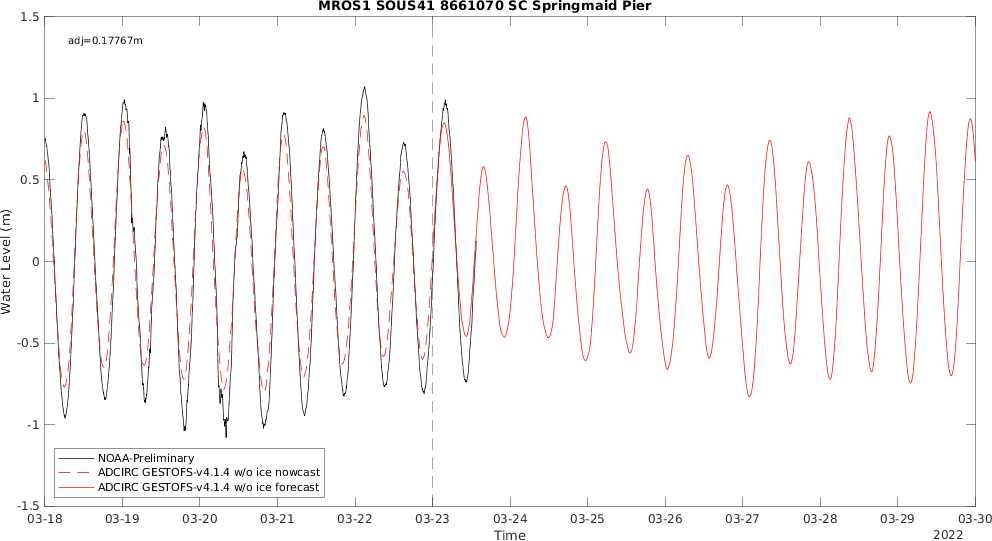 MROS1 SOUS41 8661070 SC Springmaid Pier
1.5
adj=0.17767m
1
0.5
0
Water Level (m)
-0.5
-1
NOAA-Preliminary
ADCIRC GESTOFS-v4.1.4 w/o ice nowcast
ADCIRC GESTOFS-v4.1.4 w/o ice forecast
-1.5
03-18 03-19 03-20 03-21 03-22 03-23 03-24 03-25 03-26 03-27 03-28 03-29 03-30
Time
2022